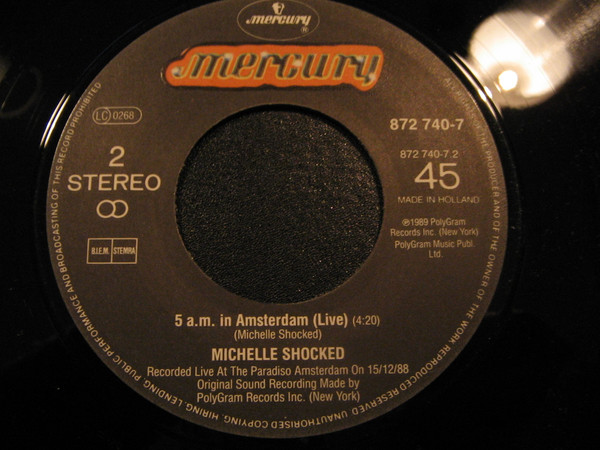 mercury
®
mercury
LC 0268
2
STEREO
B.I.E.M. STEMRA
872 740-7
872 740-7 2
45
MADE IN HOLLAND
℗1989 PolyGram
Records Inc. (New York)
PolyGram Music Publ.
Ltd.
5 a.m. in Amsterdam (Live) (4:20)
(Michelle Shocked)
MICHELLE SHOCKED
Recorded Live At The Paradiso Amsterdam On 15/12/88
Original Sound Recording Made by
PolyGram Records Inc. (New York)
OF THE PRODUCER AND OF THE OWNER OF THE WORK REPRODUCED RESERVED UNAUTHORISED COPYING, HIRING, LENDING, PUBLIC PERFORMANCE AND BROADCASTING OF THIS RECORD PROHIBITED